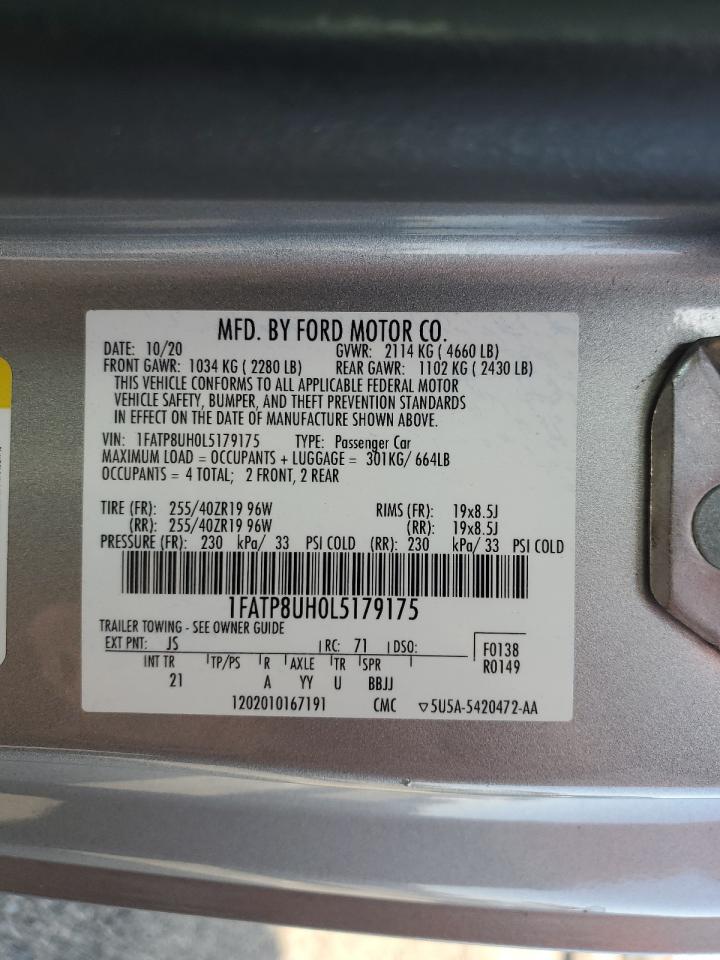 MFD. BY FORD MOTOR CO.
DATE: 10/20 GVWR: 2114 KG ( 4660 LB)
FRONT GAWR: 1034 KG ( 2280 LB) REAR GAWR: 1102 KG ( 2430 LB)
THIS VEHICLE CONFORMS TO ALL APPLICABLE FEDERAL MOTOR
VEHICLE SAFETY, BUMPER, AND THEFT PREVENTION STANDARDS
IN EFFECT ON THE DATE OF MANUFACTURE SHOWN ABOVE.
VIN: 1FATP8UH0L5179175 TYPE: Passenger Car
MAXIMUM LOAD = OCCUPANTS + LUGGAGE = 301KG/ 664LB
OCCUPANTS = 4 TOTAL; 2 FRONT, 2 REAR
TIRE (FR): 255/40ZR19 96W RIMS (FR): 19x8.5J
(RR): 255/40ZR19 96W (RR): 19x8.5J
PRESSURE (FR): 230 kPa/ 33 PSI COLD (RR): 230 kPa/ 33 PSI COLD
1FATP8UH0L5179175
TRAILER TOWING - SEE OWNER GUIDE
EXT PNT: JS RC: 71 DSO: F0138
INT TR TP/PS R AXLE TR SPR R0149
21 A YY U BBJJ
1202010167191 CMC ▽5U5A-5420472-AA